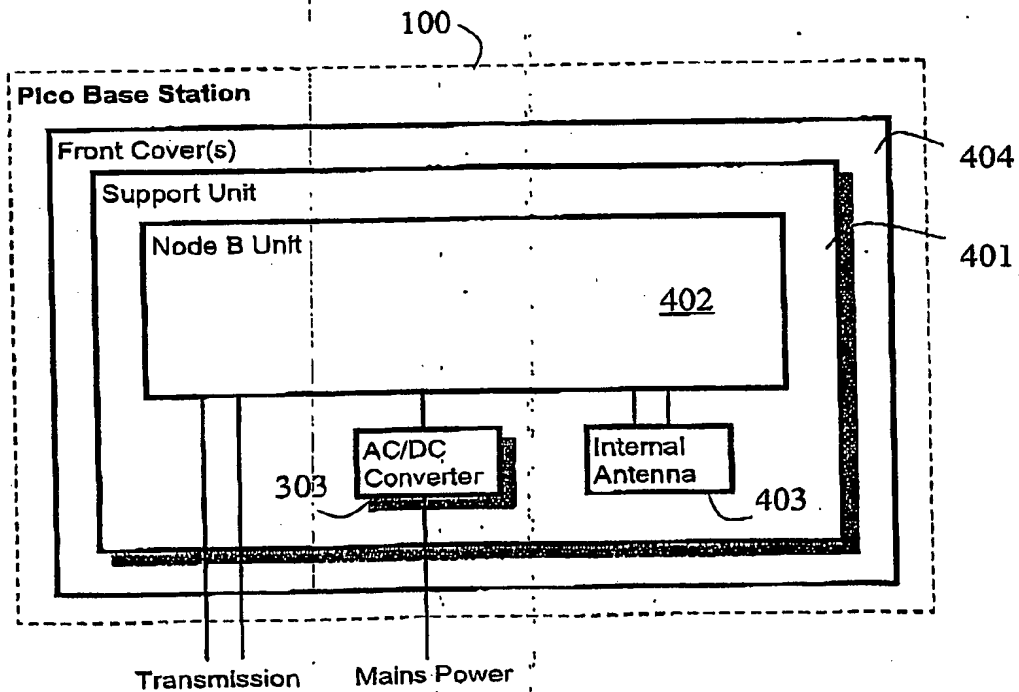 100
Pico Base Station
Front Cover(s)
404
Support Unit
401
Node B Unit
402
AC/DC
Converter
303
Internal
Antenna
403
Transmission
Mains Power